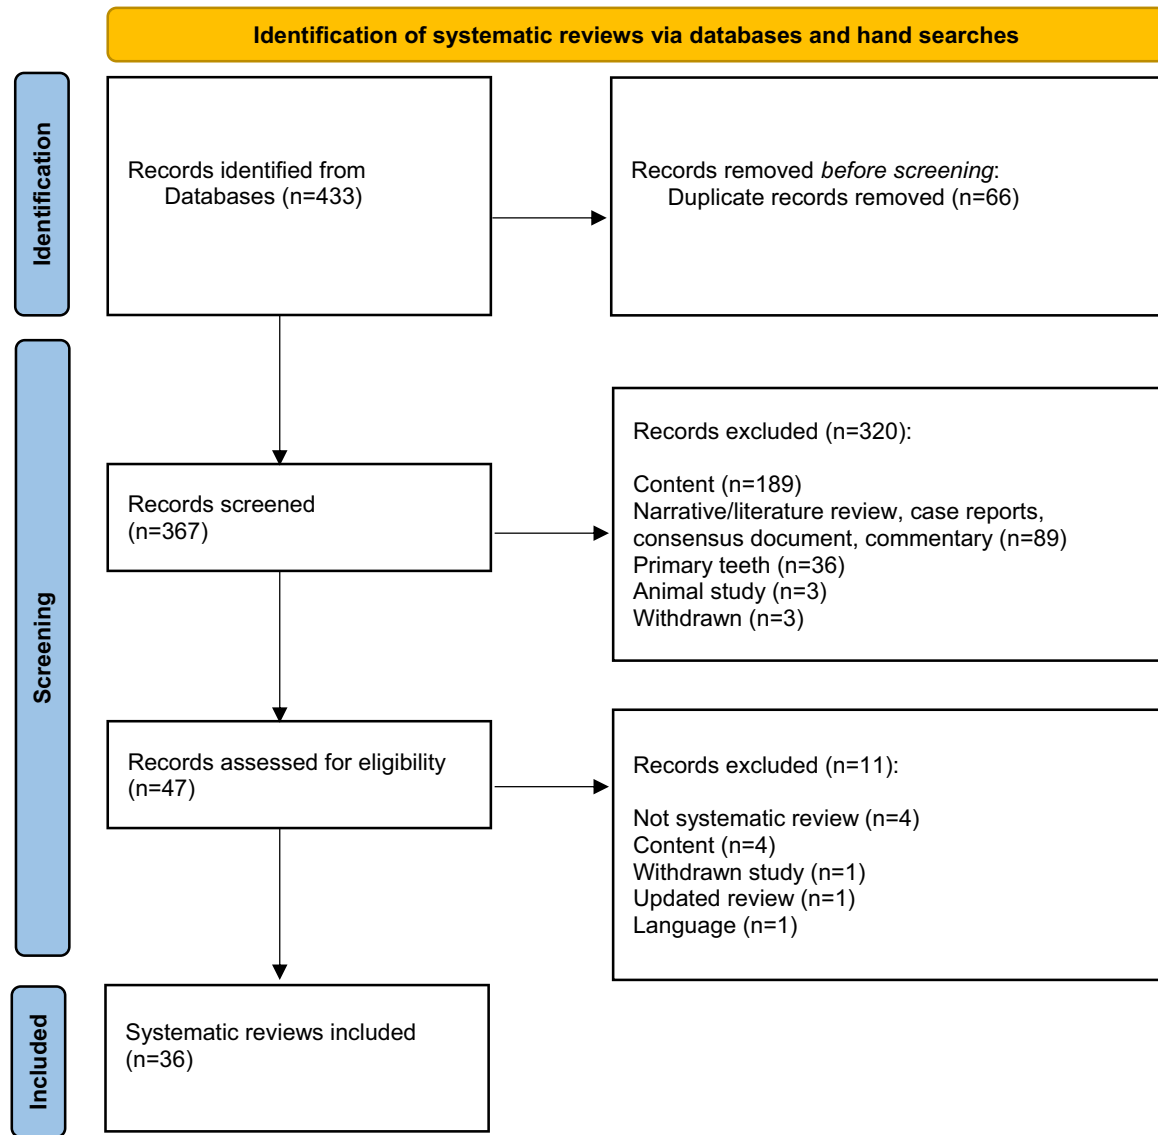 Identification of systematic reviews via databases and hand searches
Identification
Records identified from
Databases (n=433)
Records removed before screening:
Duplicate records removed (n=66)
Screening
Records screened
(n=367)
Records excluded (n=320):
Content (n=189)
Narrative/literature review, case reports,
consensus document, commentary (n=89)
Primary teeth (n=36)
Animal study (n=3)
Withdrawn (n=3)
Records assessed for eligibility
(n=47)
Records excluded (n=11):
Not systematic review (n=4)
Content (n=4)
Withdrawn study (n=1)
Updated review (n=1)
Language (n=1)
Included
Systematic reviews included
(n=36)